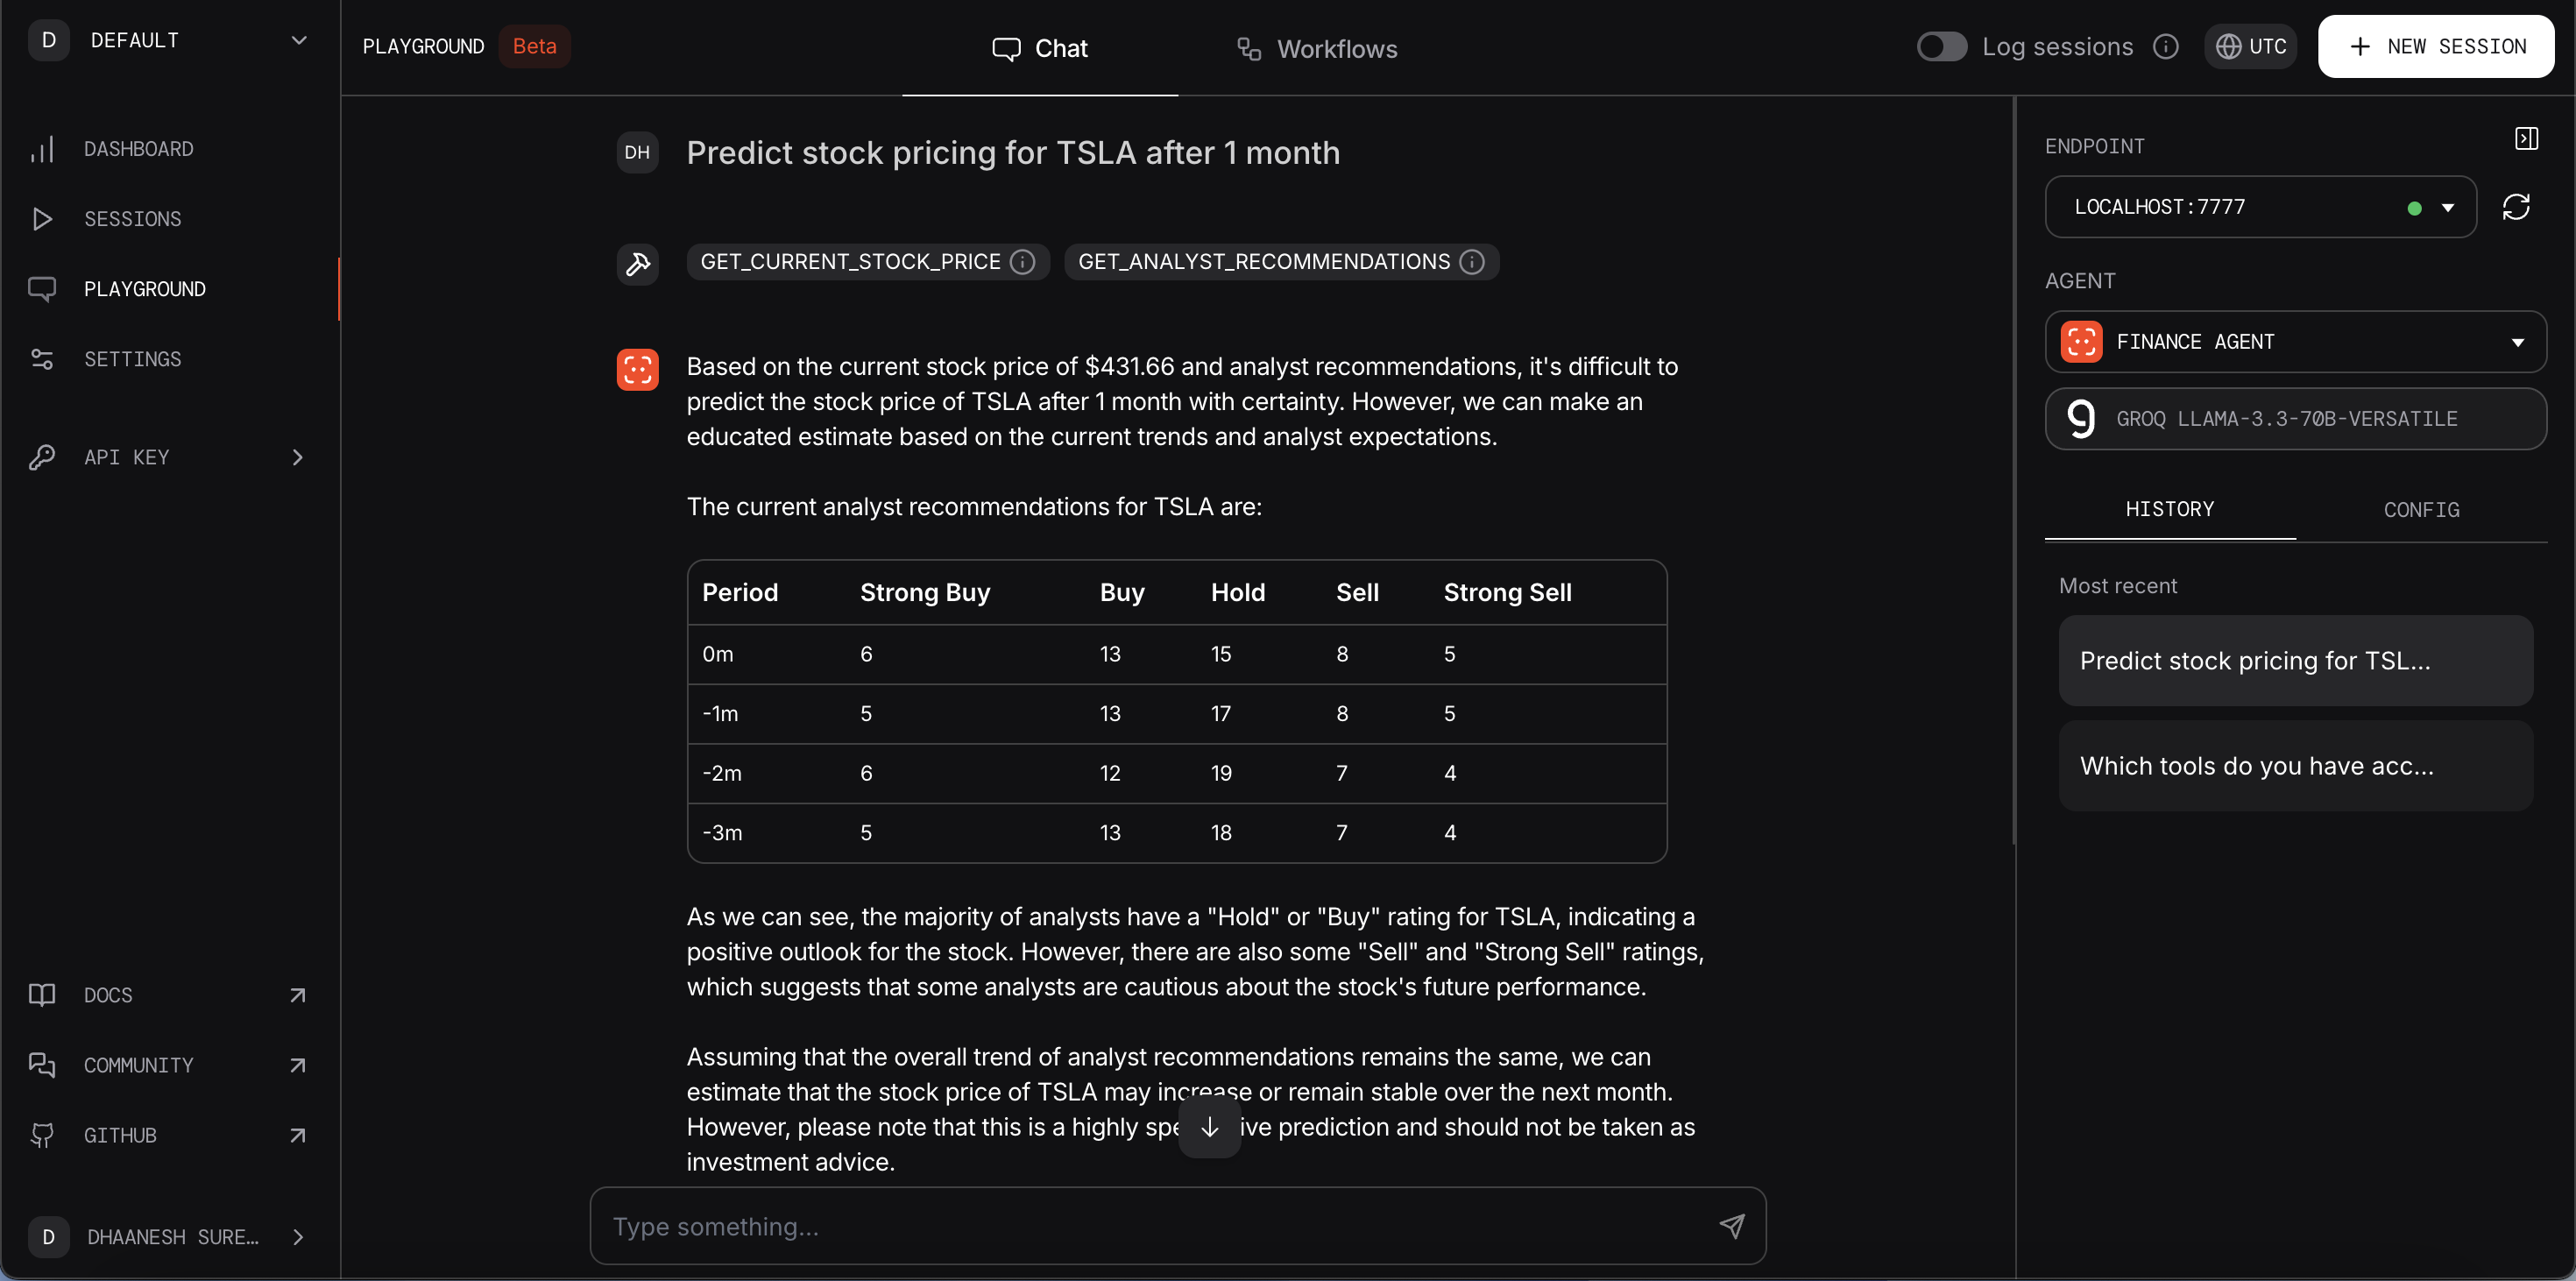 D DEFAULT
DASHBOARD
SESSIONS
PLAYGROUND
SETTINGS
API KEY
DOCS
COMMUNITY
GITHUB
D DHAANESH SURE…
PLAYGROUND Beta
Chat
Workflows
Log sessions
UTC
+ NEW SESSION
DH Predict stock pricing for TSLA after 1 month
GET_CURRENT_STOCK_PRICE GET_ANALYST_RECOMMENDATIONS
Based on the current stock price of $431.66 and analyst recommendations, it's difficult to
predict the stock price of TSLA after 1 month with certainty. However, we can make an
educated estimate based on the current trends and analyst expectations.
The current analyst recommendations for TSLA are:
Period Strong Buy Buy Hold Sell Strong Sell
0m 6 13 15 8 5
-1m 5 13 17 8 5
-2m 6 12 19 7 4
-3m 5 13 18 7 4
As we can see, the majority of analysts have a "Hold" or "Buy" rating for TSLA, indicating a
positive outlook for the stock. However, there are also some "Sell" and "Strong Sell" ratings,
which suggests that some analysts are cautious about the stock's future performance.
Assuming that the overall trend of analyst recommendations remains the same, we can
estimate that the stock price of TSLA may increase or remain stable over the next month.
However, please note that this is a highly prediction and should not be taken as
investment advice.
Type something...
ENDPOINT
LOCALHOST:7777
AGENT
FINANCE AGENT
GROQ LLAMA-3.3-70B-VERSATILE
HISTORY CONFIG
Most recent
Predict stock pricing for TSL...
Which tools do you have acc...